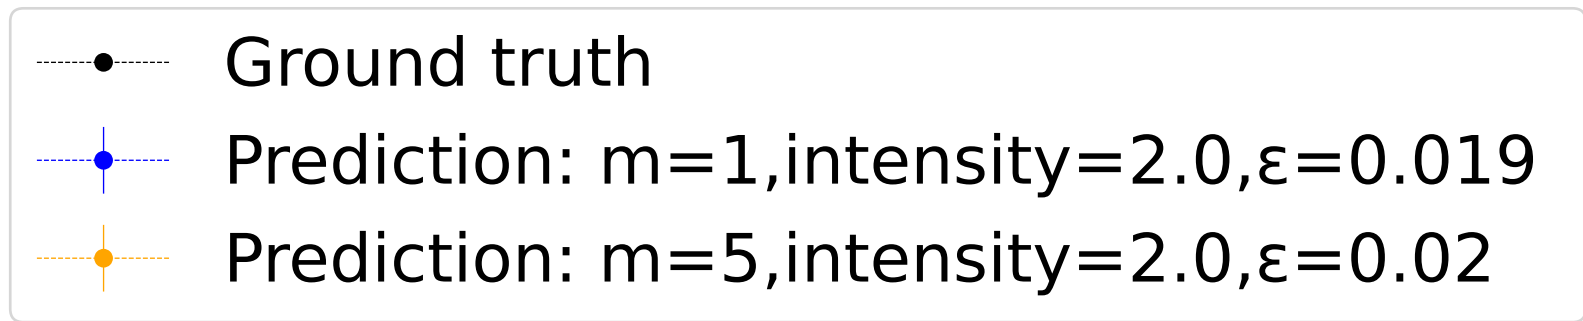 Ground truth
Prediction: m=1,intensity=2.0,ε=0.019
Prediction: m=5,intensity=2.0,ε=0.02